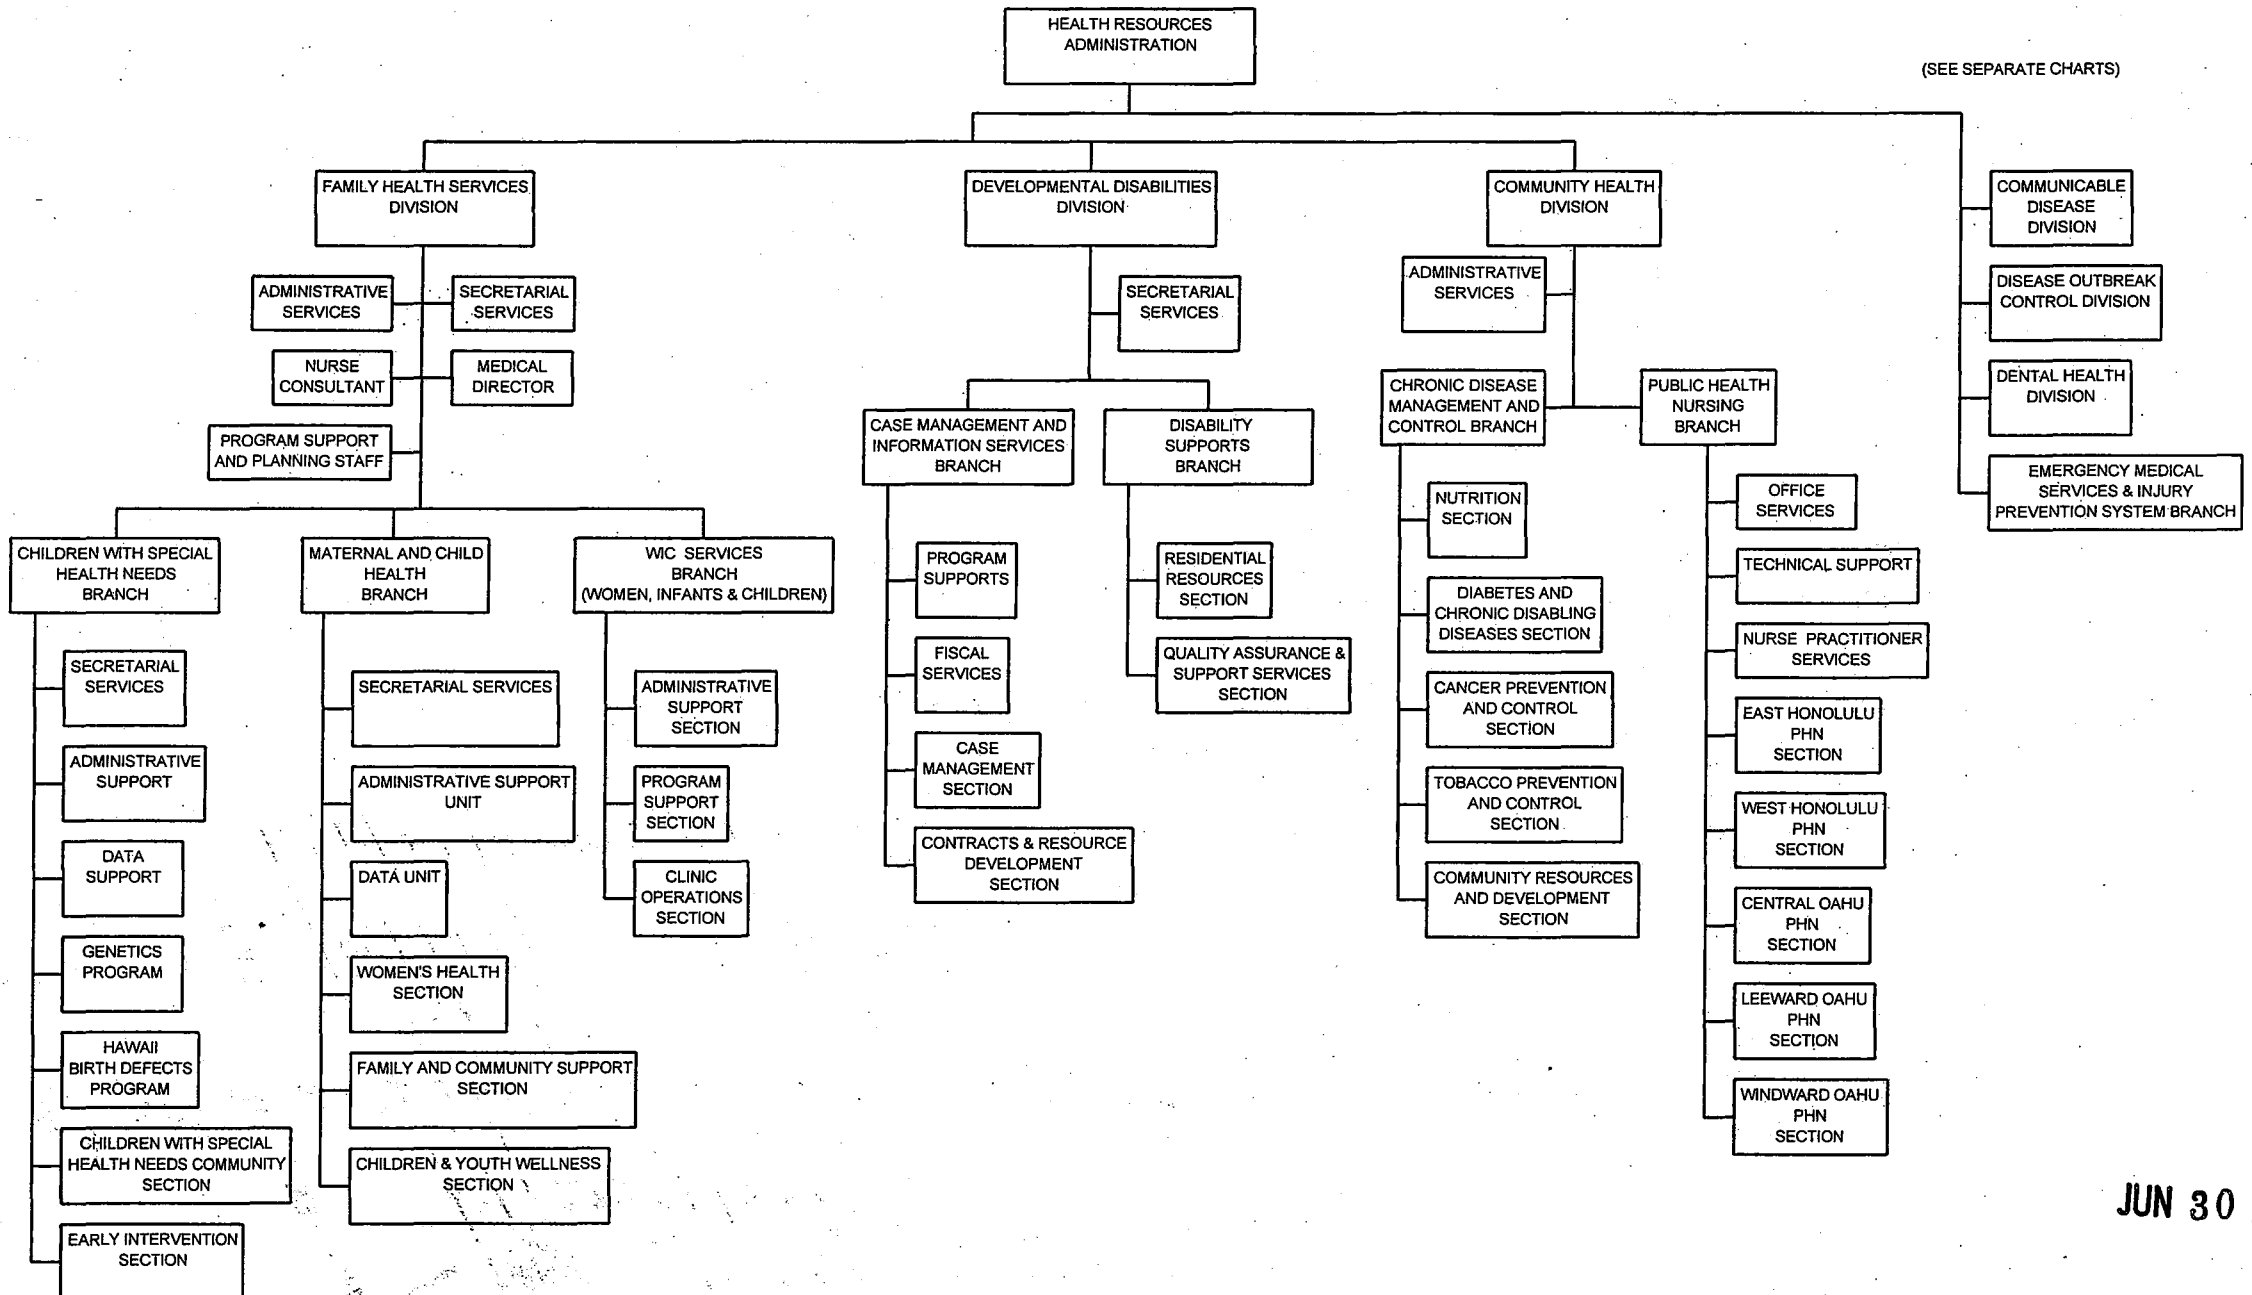 HEALTH RESOURCES
ADMINISTRATION
(SEE SEPARATE CHARTS)
FAMILY HEALTH SERVICES
DIVISION
DEVELOPMENTAL DISABILITIES
DIVISION
COMMUNITY HEALTH
DIVISION
COMMUNICABLE
DISEASE
DIVISION
DISEASE OUTBREAK
CONTROL DIVISION
DENTAL HEALTH
DIVISION
EMERGENCY MEDICAL
SERVICES & INJURY
PREVENTION SYSTEM BRANCH
ADMINISTRATIVE
SERVICES
SECRETARIAL
SERVICES
NURSE
CONSULTANT
MEDICAL
DIRECTOR
PROGRAM SUPPORT
AND PLANNING STAFF
CHILDREN WITH SPECIAL
HEALTH NEEDS
BRANCH
SECRETARIAL
SERVICES
ADMINISTRATIVE
SUPPORT
DATA
SUPPORT
GENETICS
PROGRAM
HAWAII
BIRTH DEFECTS
PROGRAM
CHILDREN WITH SPECIAL
HEALTH NEEDS COMMUNITY
SECTION
EARLY INTERVENTION
SECTION
MATERNAL AND CHILD
HEALTH
BRANCH
SECRETARIAL SERVICES
ADMINISTRATIVE SUPPORT
UNIT
DATA UNIT
WOMEN'S HEALTH
SECTION
FAMILY AND COMMUNITY SUPPORT
SECTION
CHILDREN & YOUTH WELLNESS
SECTION
WIC SERVICES
BRANCH
(WOMEN, INFANTS & CHILDREN)
ADMINISTRATIVE
SUPPORT
SECTION
PROGRAM
SUPPORT
SECTION
CLINIC
OPERATIONS
SECTION
SECRETARIAL
SERVICES
CASE MANAGEMENT AND
INFORMATION SERVICES
BRANCH
PROGRAM
SUPPORTS
FISCAL
SERVICES
CASE
MANAGEMENT
SECTION
CONTRACTS & RESOURCE
DEVELOPMENT
SECTION
DISABILITY
SUPPORTS
BRANCH
RESIDENTIAL
RESOURCES
SECTION
QUALITY ASSURANCE &
SUPPORT SERVICES
SECTION
ADMINISTRATIVE
SERVICES
CHRONIC DISEASE
MANAGEMENT AND
CONTROL BRANCH
NUTRITION
SECTION
DIABETES AND
CHRONIC DISABLING
DISEASES SECTION
CANCER PREVENTION
AND CONTROL
SECTION
TOBACCO PREVENTION
AND CONTROL
SECTION
COMMUNITY RESOURCES
AND DEVELOPMENT
SECTION
PUBLIC HEALTH
NURSING
BRANCH
OFFICE
SERVICES
TECHNICAL SUPPORT
NURSE PRACTITIONER
SERVICES
EAST HONOLULU
PHN
SECTION
WEST HONOLULU
PHN
SECTION
CENTRAL OAHU
PHN
SECTION
LEEWARD OAHU
PHN
SECTION
WINDWARD OAHU
PHN
SECTION
JUN 30